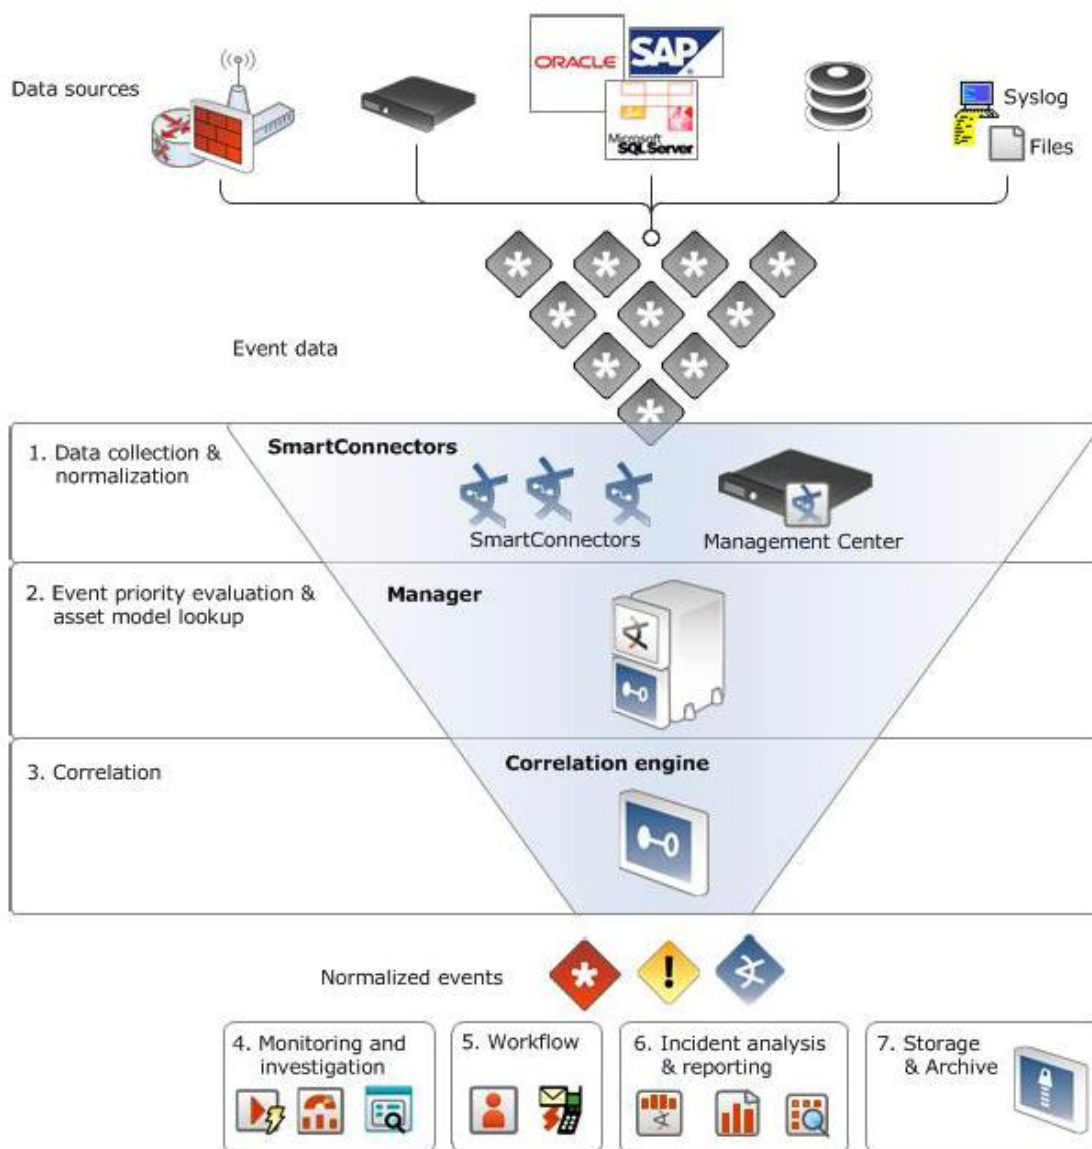 Data sources
ORACLE
SAP
Microsoft
SQLServer
Syslog
Files
Event data
1. Data collection &
normalization
SmartConnectors
SmartConnectors
Management Center
2. Event priority evaluation &
asset model lookup
Manager
3. Correlation
Correlation engine
Normalized events
4. Monitoring and
investigation
5. Workflow
6. Incident analysis
& reporting
7. Storage
& Archive